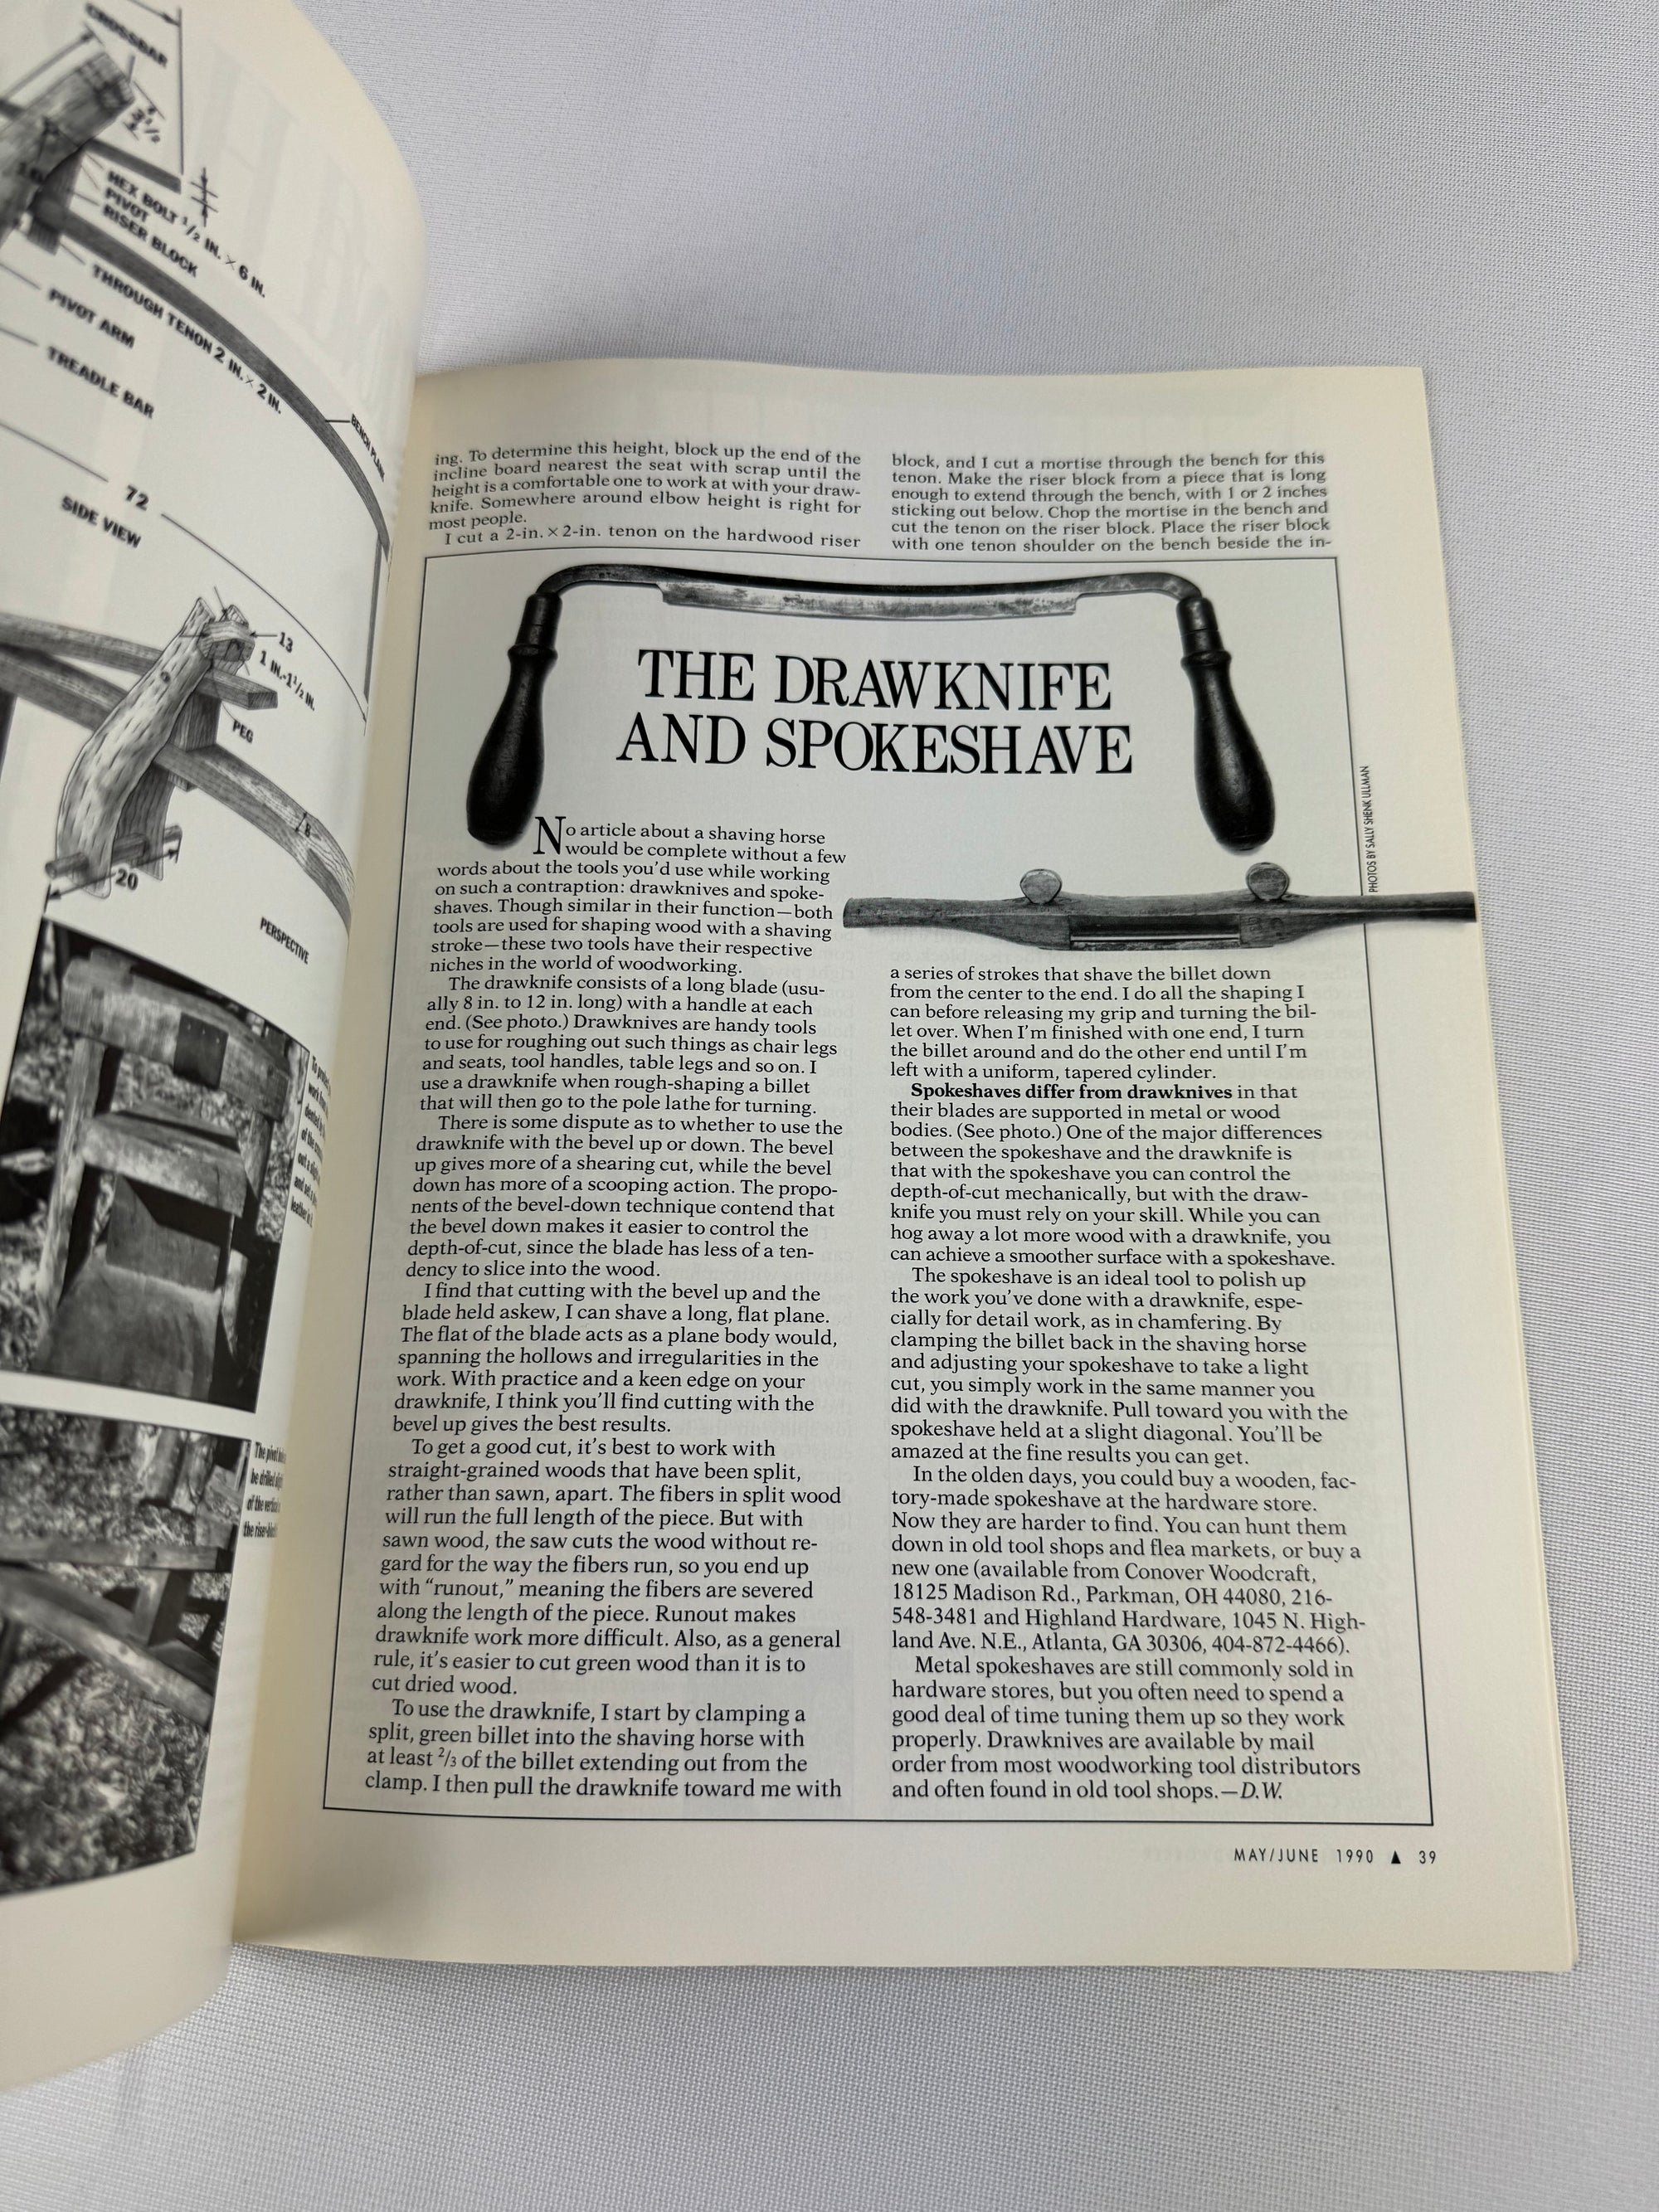 CROSSBAR
HEX BOLT 1/2 IN. × 6 IN.
PIVOT
RISER BLOCK
THROUGH TENON 2 IN. × 2 IN.
PIVOT ARM
TREADLE BAR
72
SIDE VIEW
13
1 IN.-1 1/2 IN.
PEG
8
20
PERSPECTIVE
ing. To determine this height, block up the end of the
incline board nearest the seat with scrap until the
height is a comfortable one to work at with your draw-
knife. Somewhere around elbow height is right for
most people.
I cut a 2-in. × 2-in. tenon on the hardwood riser
block, and I cut a mortise through the bench for this
tenon. Make the riser block from a piece that is long
enough to extend through the bench, with 1 or 2 inches
sticking out below. Chop the mortise in the bench and
cut the tenon on the riser block. Place the riser block
with one tenon shoulder on the bench beside the in-
THE DRAWKNIFE
AND SPOKESHAVE
PHOTOS BY SALLY SHENK ULLMAN
No article about a shaving horse
would be complete without a few
words about the tools you'd use while working
on such a contraption: drawknives and spoke-
shaves. Though similar in their function—both
tools are used for shaping wood with a shaving
stroke—these two tools have their respective
niches in the world of woodworking.
The drawknife consists of a long blade (usu-
ally 8 in. to 12 in. long) with a handle at each
end. (See photo.) Drawknives are handy tools
to use for roughing out such things as chair legs
and seats, tool handles, table legs and so on. I
use a drawknife when rough-shaping a billet
that will then go to the pole lathe for turning.
There is some dispute as to whether to use the
drawknife with the bevel up or down. The bevel
up gives more of a shearing cut, while the bevel
down has more of a scooping action. The propo-
nents of the bevel-down technique contend that
the bevel down makes it easier to control the
depth-of-cut, since the blade has less of a ten-
dency to slice into the wood.
I find that cutting with the bevel up and the
blade held askew, I can shave a long, flat plane.
The flat of the blade acts as a plane body would,
spanning the hollows and irregularities in the
work. With practice and a keen edge on your
drawknife, I think you'll find cutting with the
bevel up gives the best results.
To get a good cut, it's best to work with
straight-grained woods that have been split,
rather than sawn, apart. The fibers in split wood
will run the full length of the piece. But with
sawn wood, the saw cuts the wood without re-
gard for the way the fibers run, so you end up
with "runout," meaning the fibers are severed
along the length of the piece. Runout makes
drawknife work more difficult. Also, as a general
rule, it's easier to cut green wood than it is to
cut dried wood.
To use the drawknife, I start by clamping a
split, green billet into the shaving horse with
at least 2/3 of the billet extending out from the
clamp. I then pull the drawknife toward me with
a series of strokes that shave the billet down
from the center to the end. I do all the shaping I
can before releasing my grip and turning the bil-
let over. When I'm finished with one end, I turn
the billet around and do the other end until I'm
left with a uniform, tapered cylinder.
Spokeshaves differ from drawknives in that
their blades are supported in metal or wood
bodies. (See photo.) One of the major differences
between the spokeshave and the drawknife is
that with the spokeshave you can control the
depth-of-cut mechanically, but with the draw-
knife you must rely on your skill. While you can
hog away a lot more wood with a drawknife, you
can achieve a smoother surface with a spokeshave.
The spokeshave is an ideal tool to polish up
the work you've done with a drawknife, espe-
cially for detail work, as in chamfering. By
clamping the billet back in the shaving horse
and adjusting your spokeshave to take a light
cut, you simply work in the same manner you
did with the drawknife. Pull toward you with the
spokeshave held at a slight diagonal. You'll be
amazed at the fine results you can get.
In the olden days, you could buy a wooden, fac-
tory-made spokeshave at the hardware store.
Now they are harder to find. You can hunt them
down in old tool shops and flea markets, or buy a
new one (available from Conover Woodcraft,
18125 Madison Rd., Parkman, OH 44080, 216-
548-3481 and Highland Hardware, 1045 N. High-
land Ave. N.E., Atlanta, GA 30306, 404-872-4466).
Metal spokeshaves are still commonly sold in
hardware stores, but you often need to spend a
good deal of time tuning them up so they work
properly. Drawknives are available by mail
order from most woodworking tool distributors
and often found in old tool shops.—D.W.
MAY/JUNE 1990 ▲ 39